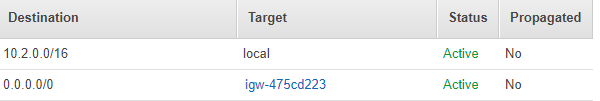 Destination Target Status Propagated
10.2.0.0/16 local Active No
0.0.0.0/0 igw-475cd223 Active No